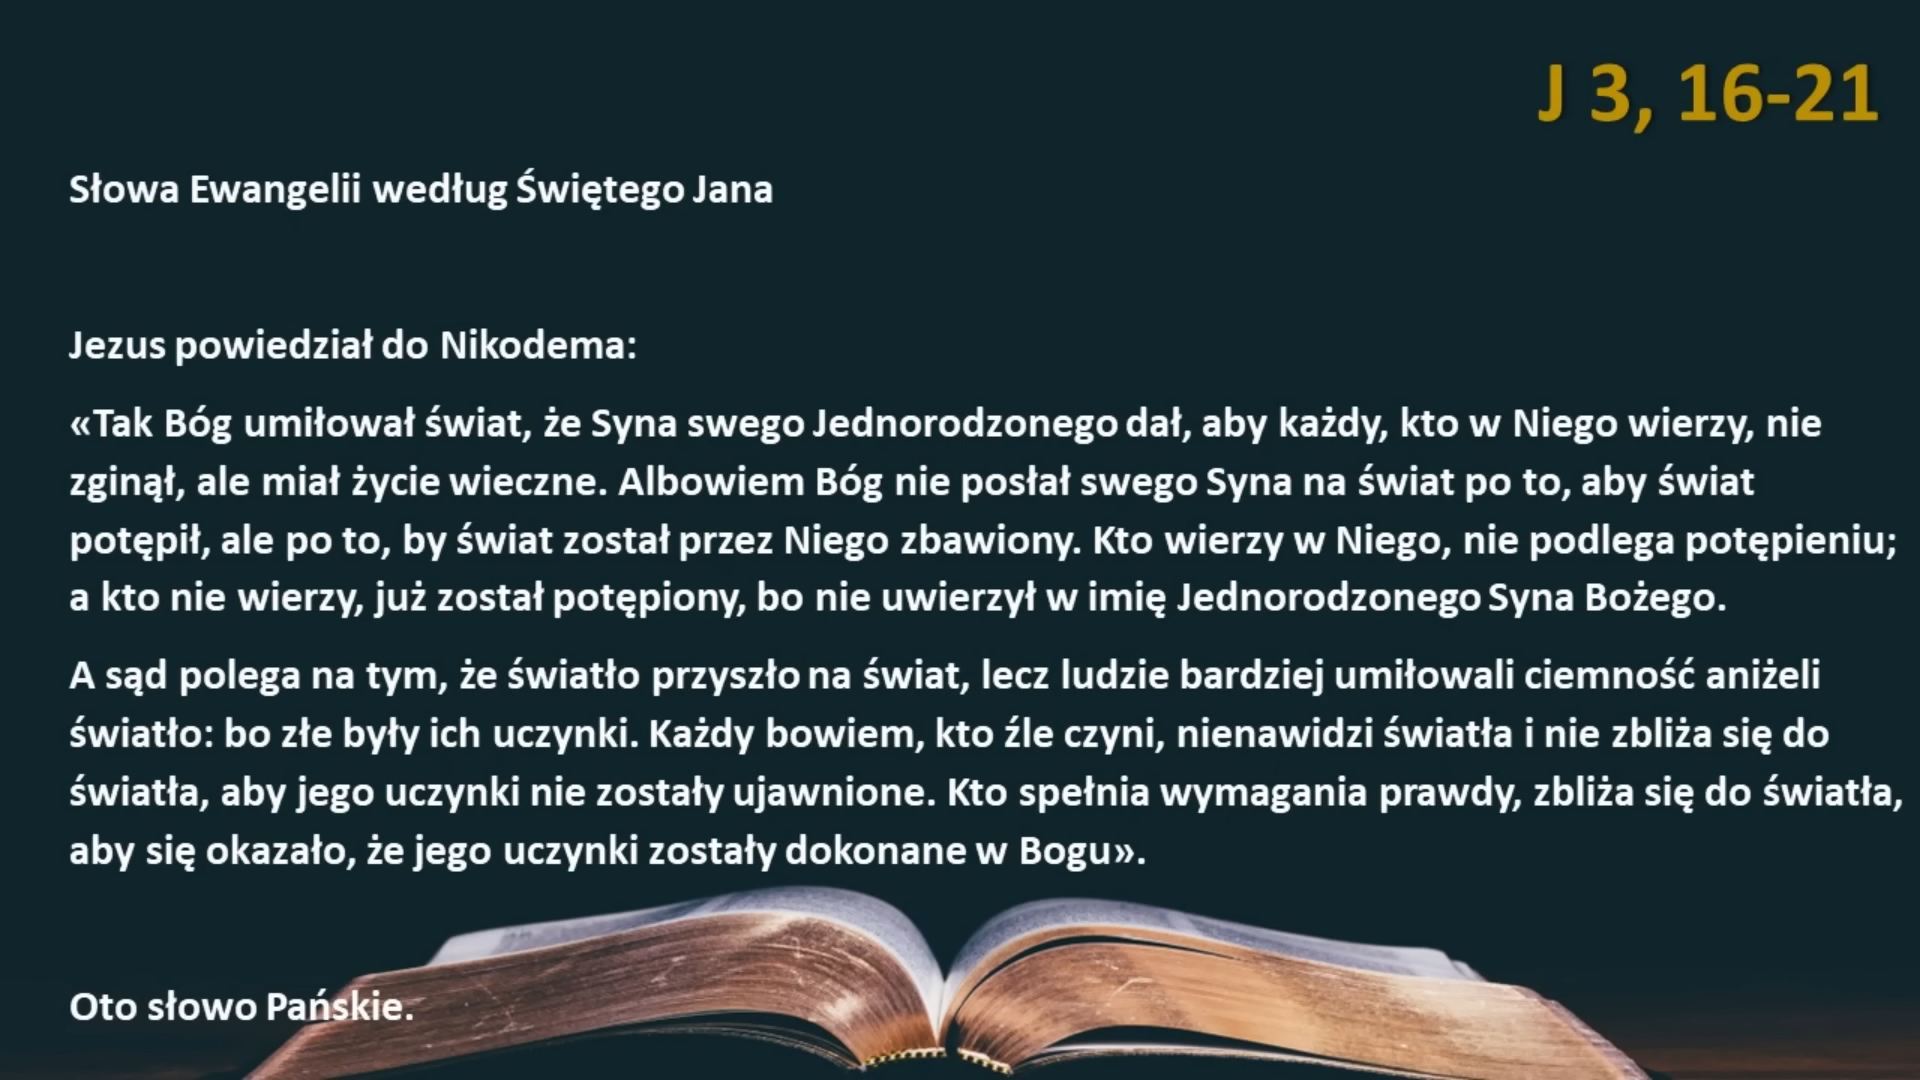 J 3, 16-21
Słowa Ewangelii według Świętego Jana
Jezus powiedział do Nikodema:
«Tak Bóg umiłował świat, że Syna swego Jednorodzonego dał, aby każdy, kto w Niego wierzy, nie
zginął, ale miał życie wieczne. Albowiem Bóg nie posłał swego Syna na świat po to, aby świat
potępił, ale po to, by świat został przez Niego zbawiony. Kto wierzy w Niego, nie podlega potępieniu;
a kto nie wierzy, już został potępiony, bo nie uwierzył w imię Jednorodzonego Syna Bożego.
A sąd polega na tym, że światło przyszło na świat, lecz ludzie bardziej umiłowali ciemność aniżeli
światło: bo złe były ich uczynki. Każdy bowiem, kto źle czyni, nienawidzi światła i nie zbliża się do
światła, aby jego uczynki nie zostały ujawnione. Kto spełnia wymagania prawdy, zbliża się do światła,
aby się okazało, że jego uczynki zostały dokonane w Bogu».
Oto słowo Pańskie.